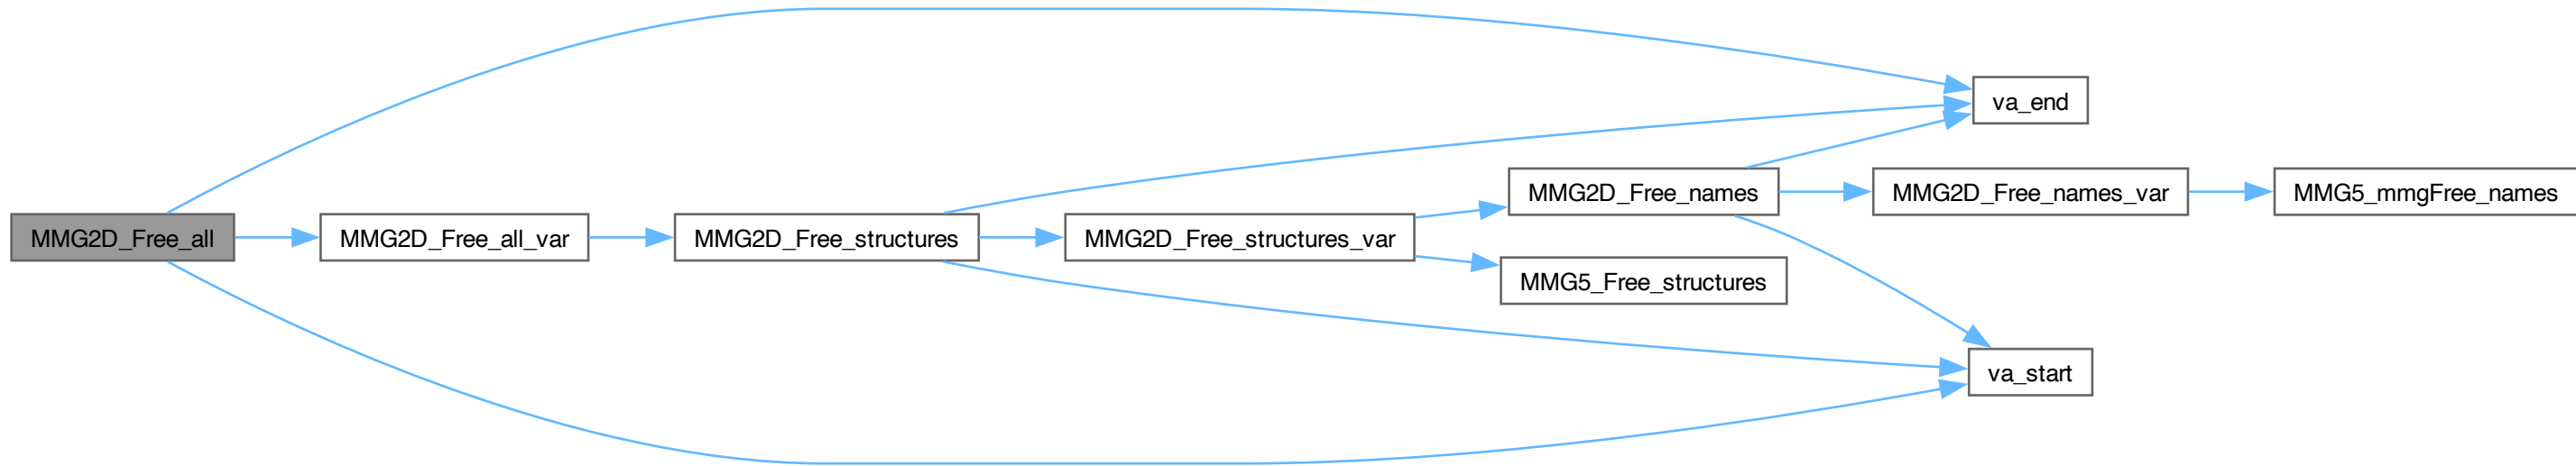 MMG2D_Free_all
MMG2D_Free_all_var
MMG2D_Free_structures
MMG2D_Free_structures_var
MMG2D_Free_names
MMG5_Free_structures
va_end
MMG2D_Free_names_var
va_start
MMG5_mmgFree_names